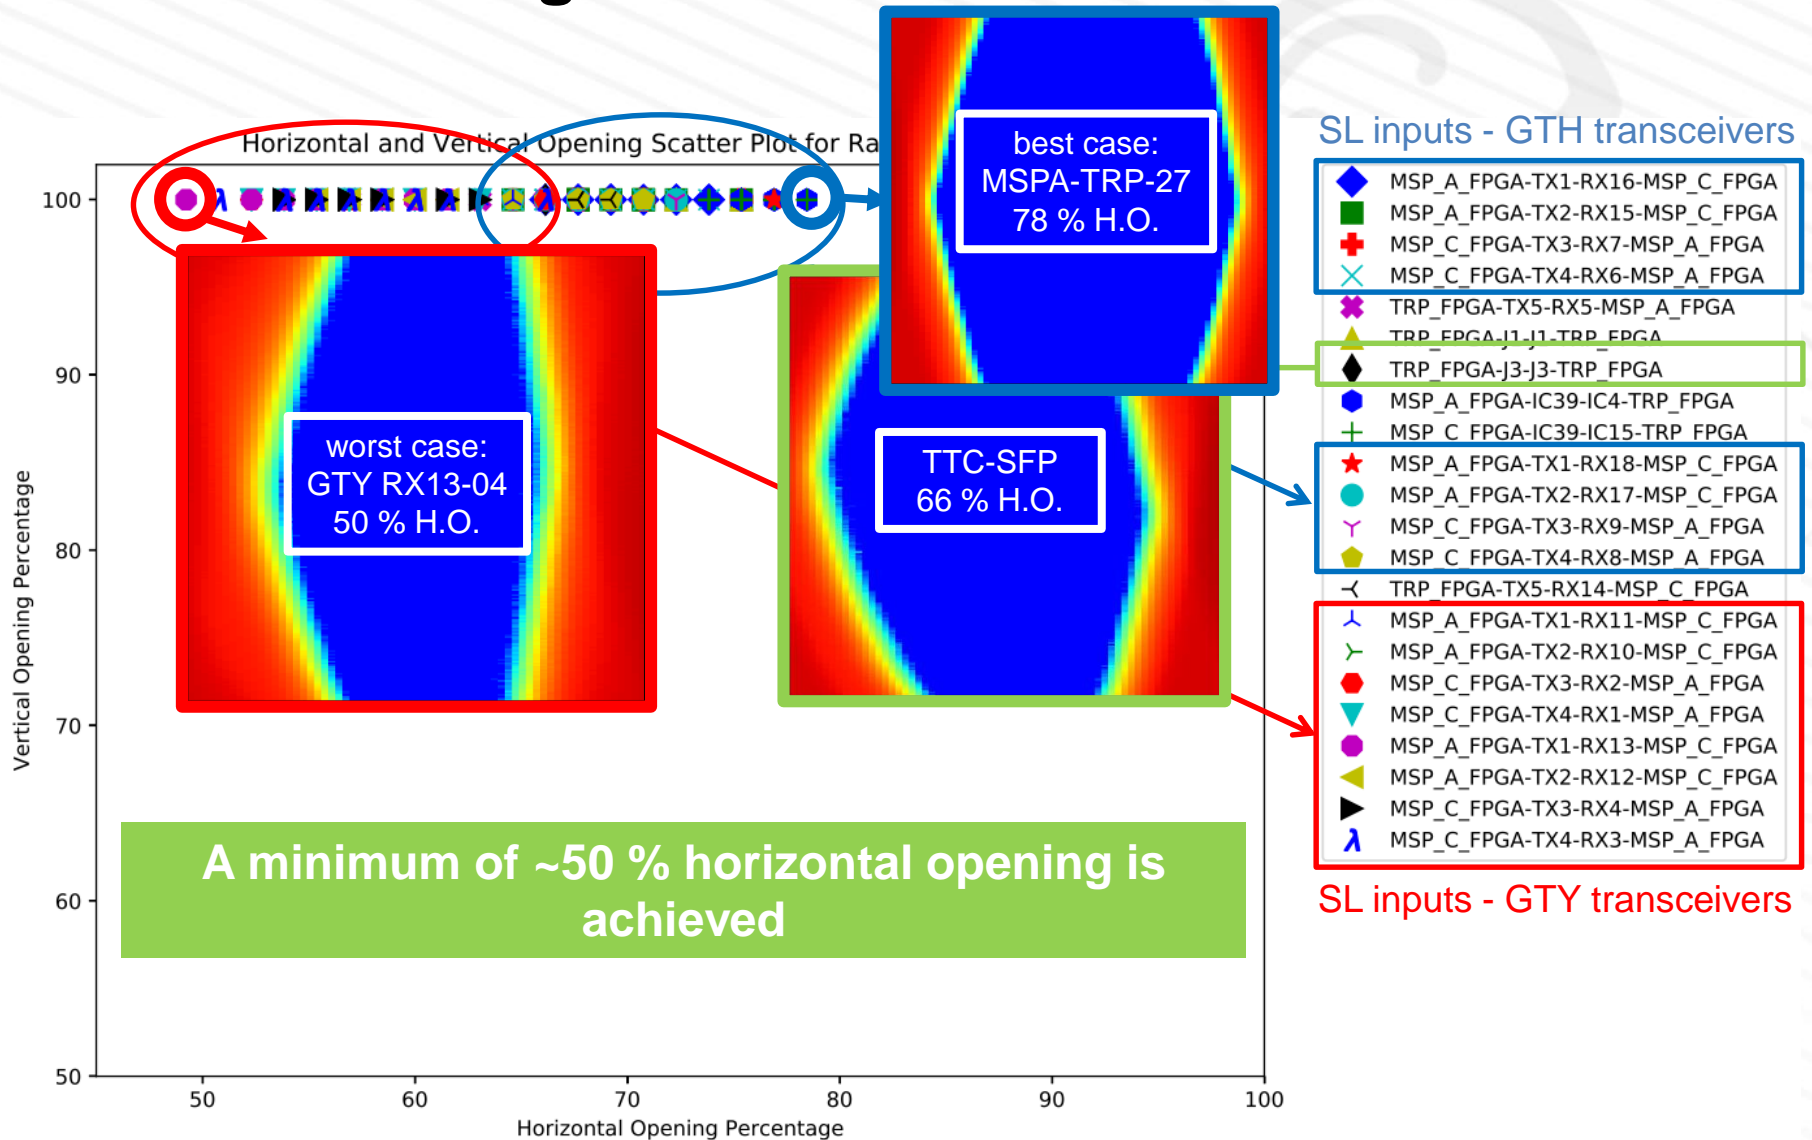 Horizontal and Vertical Opening Scatter Plot for Ra
best case:
MSPA-TRP-27
78 % H.O.
worst case:
GTY RX13-04
50 % H.O.
TTC-SFP
66 % H.O.
A minimum of ~50 % horizontal opening is
achieved
Vertical Opening Percentage
100
90
80
70
60
50
50
60
70
80
90
100
Horizontal Opening Percentage
SL inputs - GTH transceivers
MSP_A_FPGA-TX1-RX16-MSP_C_FPGA
MSP_A_FPGA-TX2-RX15-MSP_C_FPGA
MSP_C_FPGA-TX3-RX7-MSP_A_FPGA
MSP_C_FPGA-TX4-RX6-MSP_A_FPGA
TRP_FPGA-TX5-RX5-MSP_A_FPGA
TRP_FPGA-J1-J1-TRP_FPGA
TRP_FPGA-J3-J3-TRP_FPGA
MSP_A_FPGA-IC39-IC4-TRP_FPGA
MSP_C_FPGA-IC39-IC15-TRP_FPGA
MSP_A_FPGA-TX1-RX18-MSP_C_FPGA
MSP_A_FPGA-TX2-RX17-MSP_C_FPGA
MSP_C_FPGA-TX3-RX9-MSP_A_FPGA
MSP_C_FPGA-TX4-RX8-MSP_A_FPGA
TRP_FPGA-TX5-RX14-MSP_C_FPGA
MSP_A_FPGA-TX1-RX11-MSP_C_FPGA
MSP_A_FPGA-TX2-RX10-MSP_C_FPGA
MSP_C_FPGA-TX3-RX2-MSP_A_FPGA
MSP_C_FPGA-TX4-RX1-MSP_A_FPGA
MSP_A_FPGA-TX1-RX13-MSP_C_FPGA
MSP_A_FPGA-TX2-RX12-MSP_C_FPGA
MSP_C_FPGA-TX3-RX4-MSP_A_FPGA
MSP_C_FPGA-TX4-RX3-MSP_A_FPGA
SL inputs - GTY transceivers